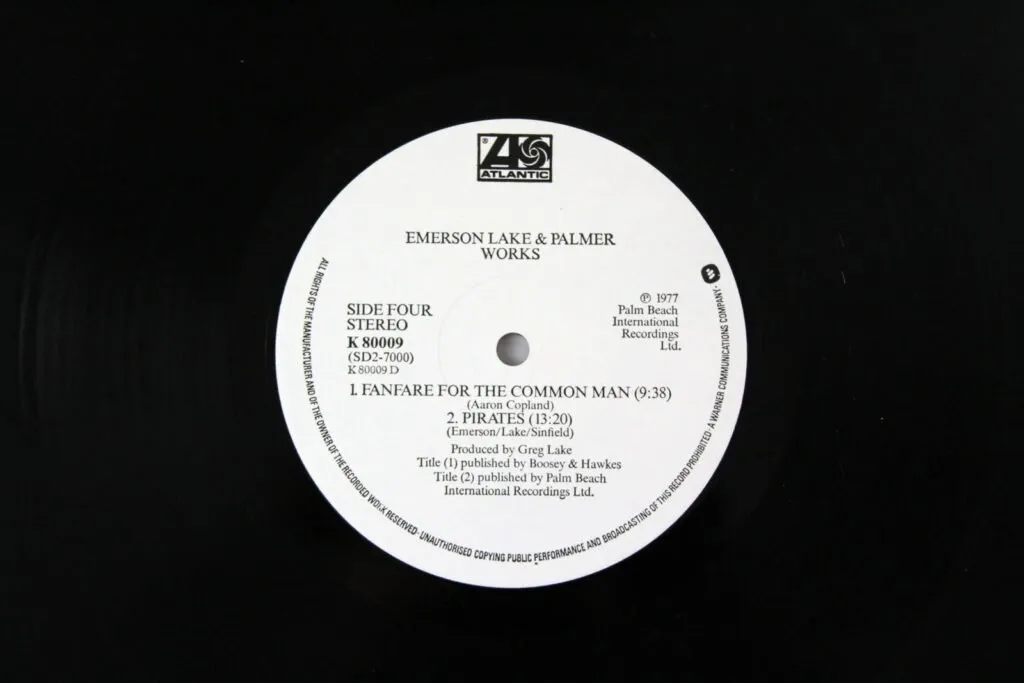 ATLANTIC
EMERSON LAKE & PALMER
WORKS
SIDE FOUR
STEREO
K 80009
(SD2-7000)
K 80009 D
℗ 1977
Palm Beach
International
Recordings
Ltd.
1. FANFARE FOR THE COMMON MAN (9:38)
(Aaron Copland)
2. PIRATES (13:20)
(Emerson/Lake/Sinfield)
Produced by Greg Lake
Title (1) published by Boosey & Hawkes
Title (2) published by Palm Beach
International Recordings Ltd.
ALL RIGHTS OF THE MANUFACTURER AND OF THE OWNER OF THE RECORDED WORK RESERVED· UNAUTHORISED COPYING PUBLIC PERFORMANCE AND BROADCASTING OF THIS RECORD PROHIBITED· A WARNER COMMUNICATIONS COMPANY·